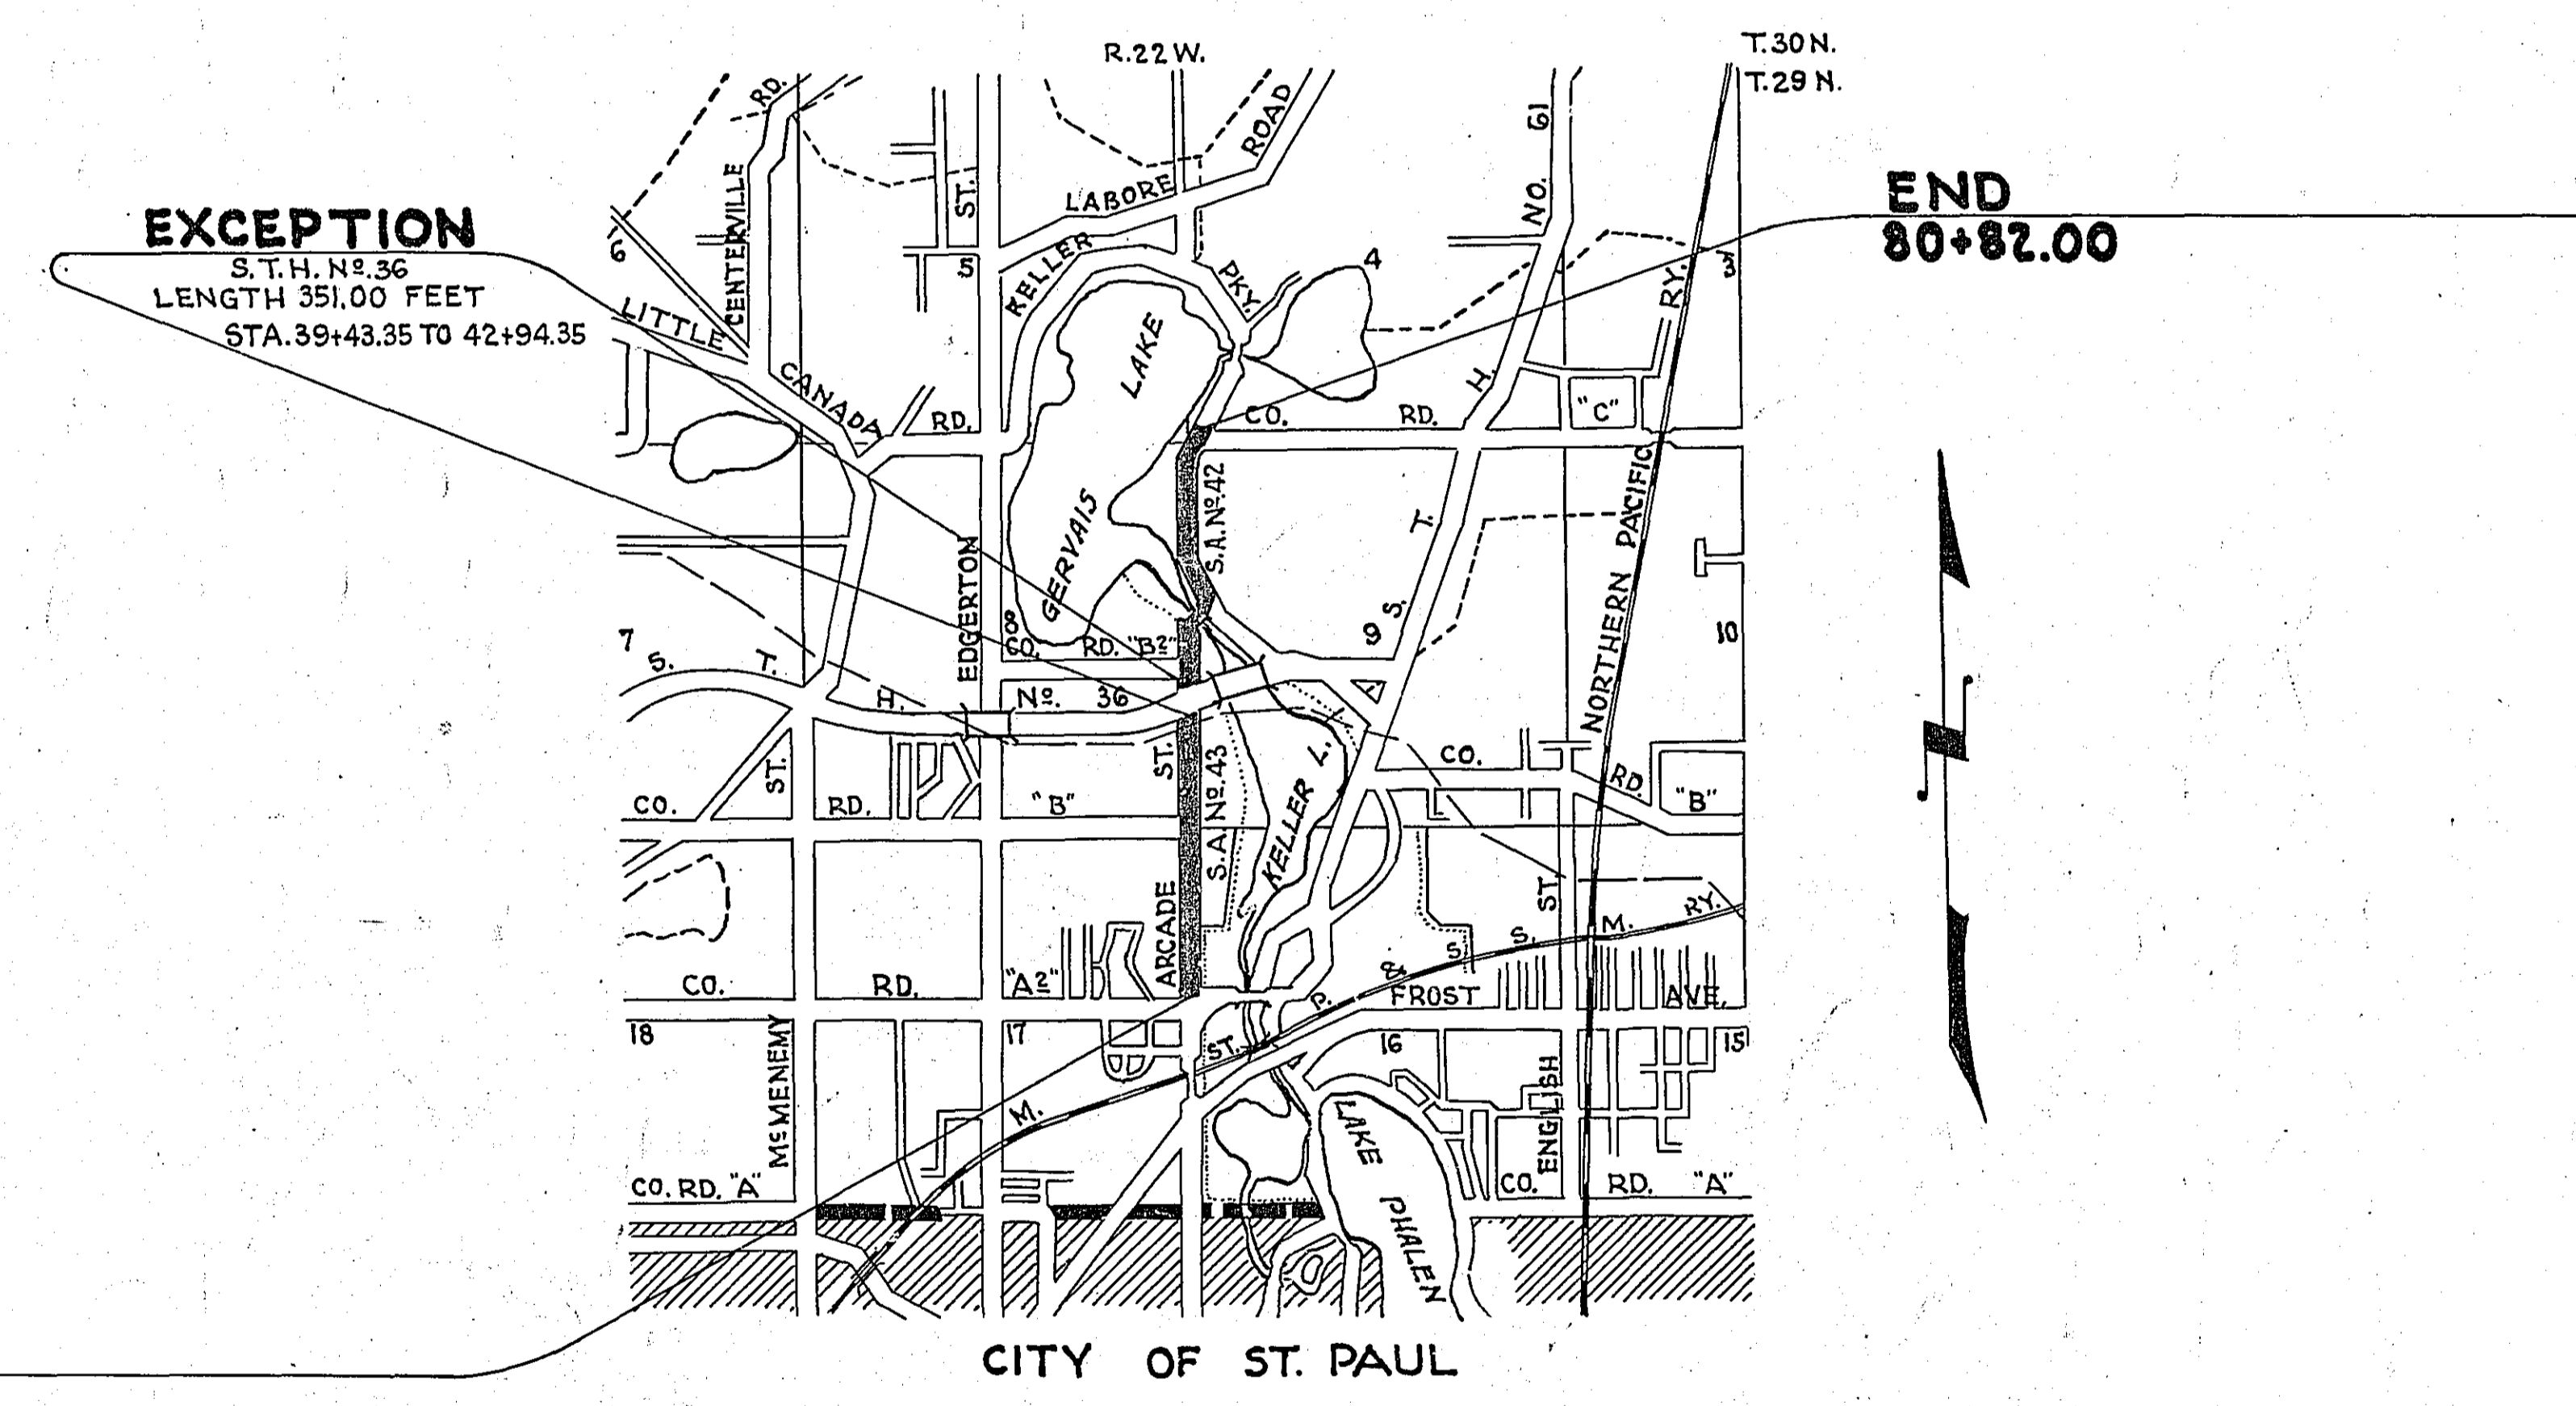 R.22 W.
T.30 N.
T.29 N.
EXCEPTION
S.T.H. Nº.36
LENGTH 351.00 FEET
STA.39+43.35 TO 42+94.35
END
80+82.00
RD.
CENTERVILLE
ST.
LABORE
ROAD
NO. 61
6
5
KELLER
PKY.
4
RY.
3
LITTLE
CANADA
RD.
LAKE
GERVAIS
CO.
RD.
H.
"C"
S.A. Nº.42
T.
S.
NORTHERN PACIFIC
EDGERTON
7
S.
T.
H.
Nº.
36
8
CO.
RD.
"B2"
9
10
ST.
ST.
S.A. Nº.43
KELLER L.
CO.
RD.
"B"
CO.
RD.
"B"
ARCADE
ST.
CO.
RD.
"A2"
ST.
P.
&
S.
S.
M.
RY.
FROST
AVE.
18
17
16
15
McMENEMY
M.
ENGLISH
LAKE
PHALEN
CO. RD. "A"
CO.
RD.
"A"
CITY OF ST. PAUL